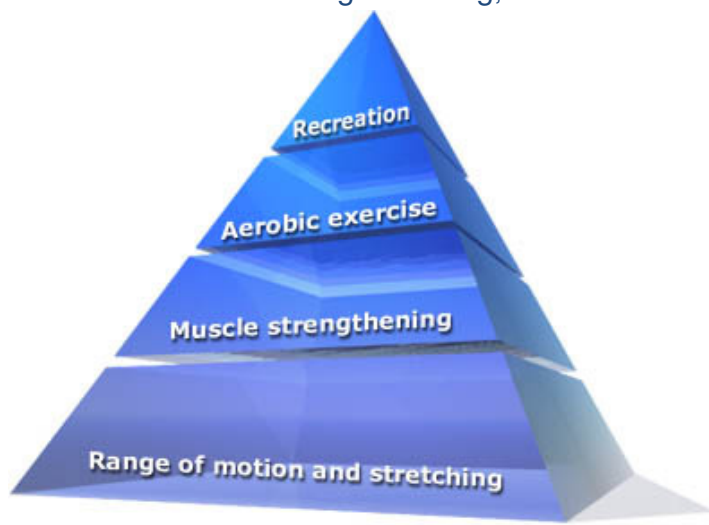 Recreation
Aerobic exercise
Muscle strengthening
Range of motion and stretching